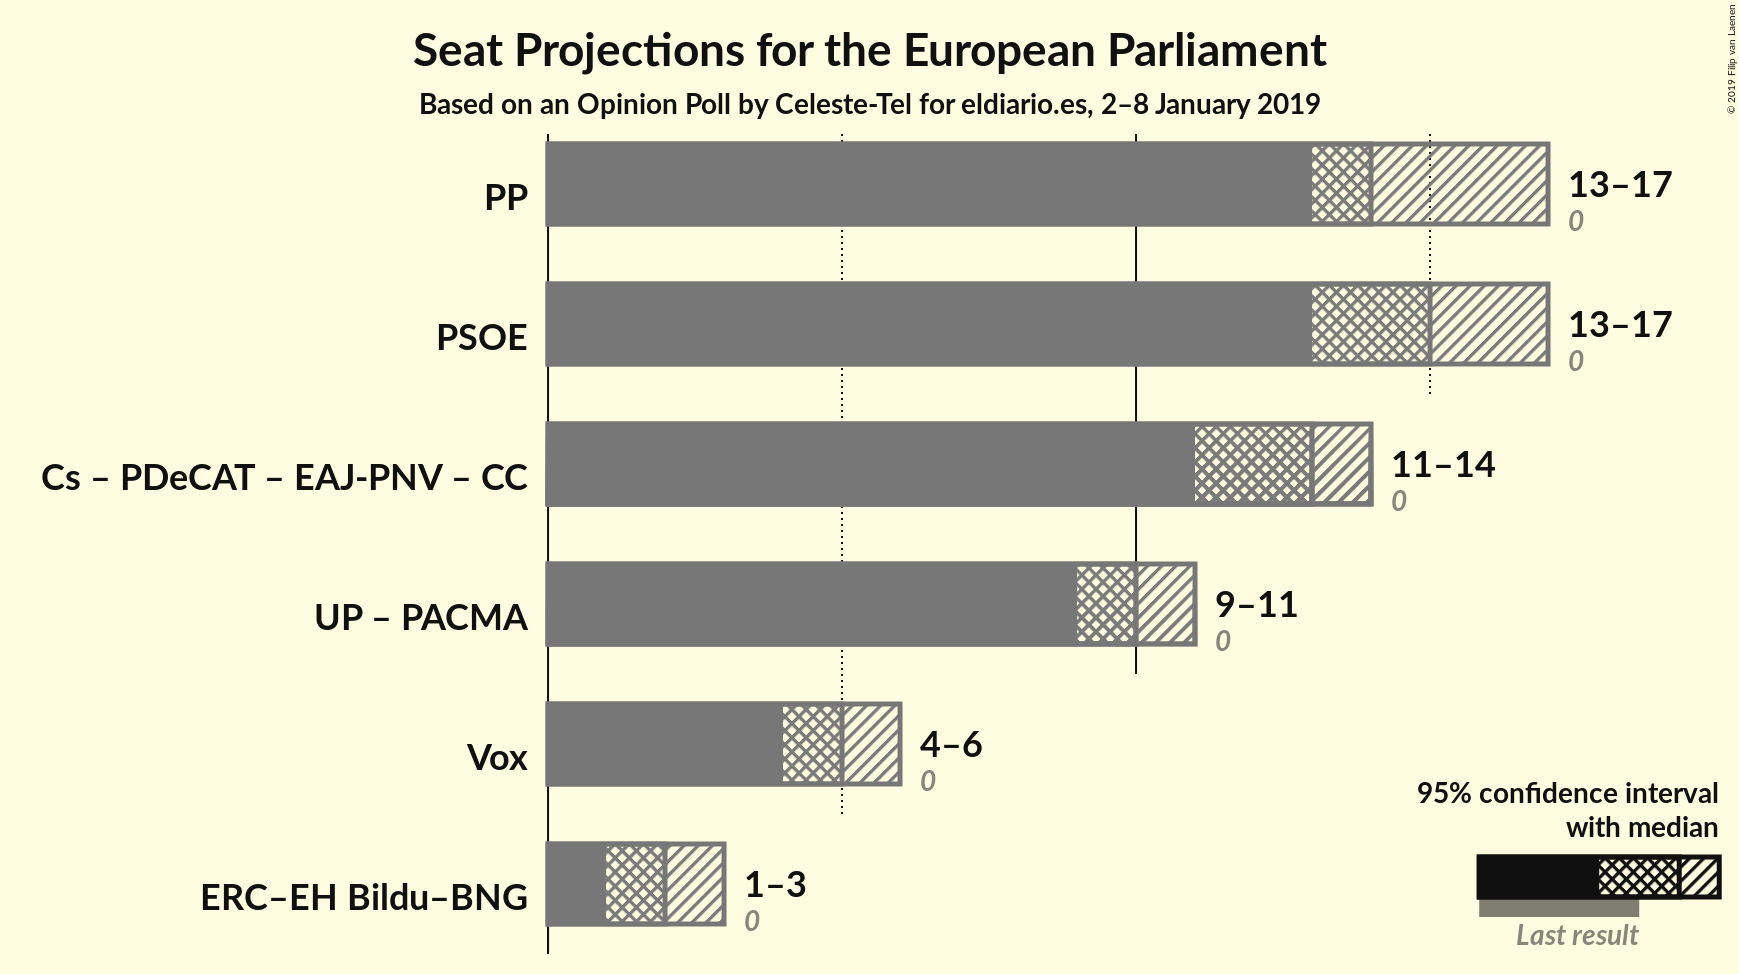 Seat Projections for the European Parliament
Based on an Opinion Poll by Celeste-Tel for eldiario.es, 2–8 January 2019
© 2019 Filip van Laenen
PP
13–17
0
PSOE
13–17
0
Cs – PDeCAT – EAJ-PNV – CC
11–14
0
UP – PACMA
9–11
0
Vox
4–6
0
ERC–EH Bildu–BNG
1–3
0
95% confidence interval
with median
Last result